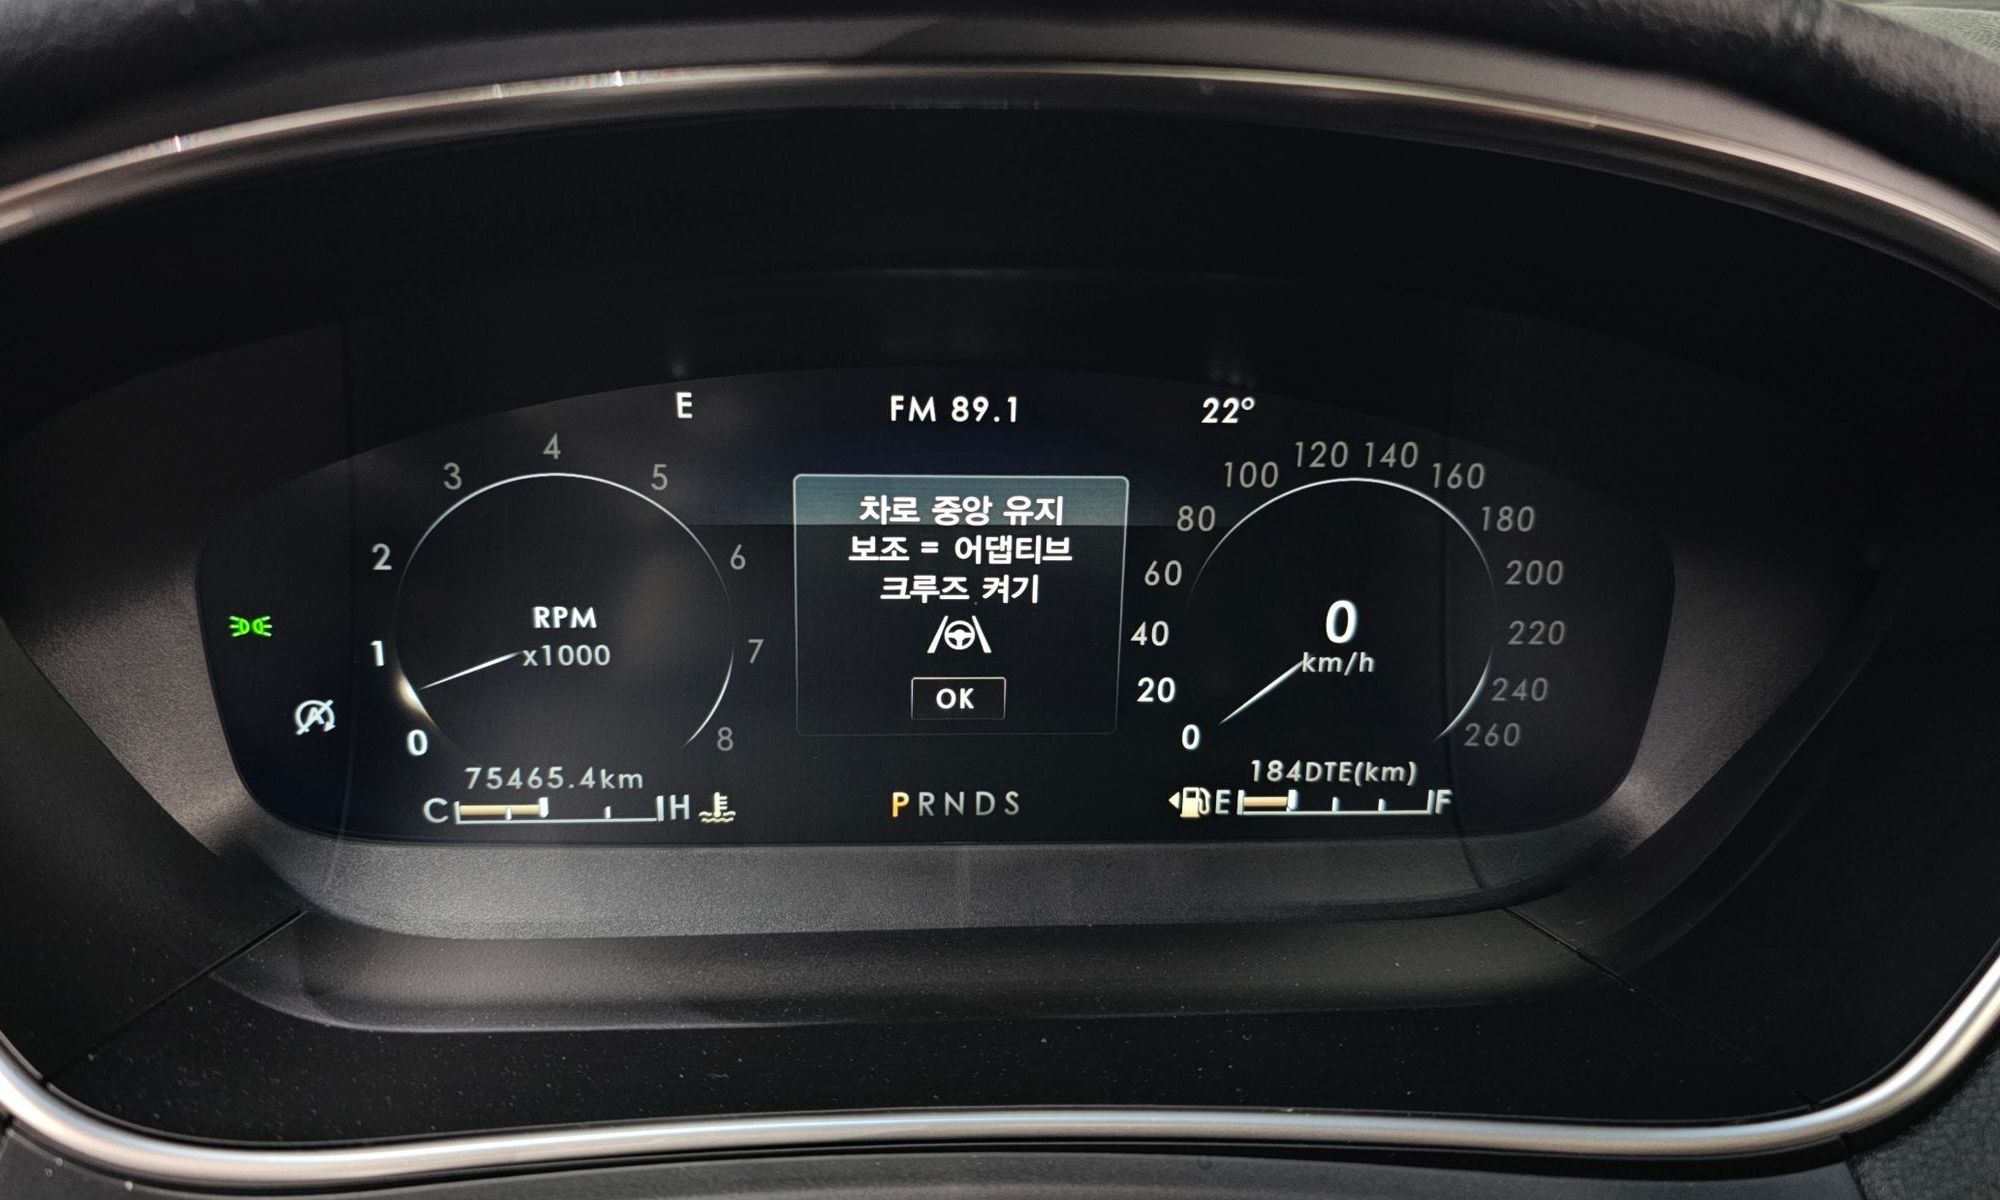 E FM 89.1 22°
4
3 5
2 6
1 7
0 8
RPM
x1000
75465.4km
C H
차로 중앙 유지
보조 = 어댑티브
크루즈 켜기
OK
PRNDS
120 140
100 160
80 180
60 200
40 220
20 240
0 260
0
km/h
184DTE(km)
E F